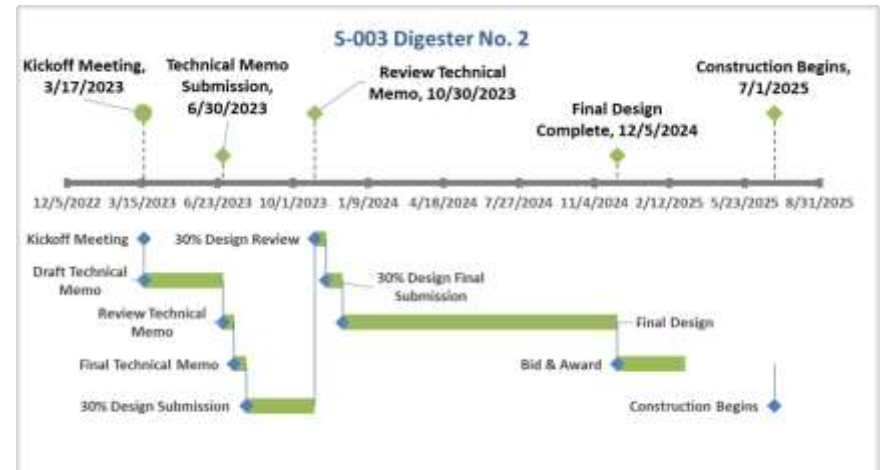 S-003 Digester No. 2
Kickoff Meeting,
3/17/2023
Technical Memo
Submission,
6/30/2023
Review Technical
Memo, 10/30/2023
Final Design
Complete, 12/5/2024
Construction Begins,
7/1/2025
12/5/2022 3/15/2023 6/23/2023 10/1/2023 1/9/2024 4/18/2024 7/27/2024 11/4/2024 2/12/2025 5/23/2025 8/31/2025
Kickoff Meeting
30% Design Review
Draft Technical
Memo
30% Design Final
Submission
Review Technical
Memo
Final Design
Final Technical Memo
Bid & Award
30% Design Submission
Construction Begins